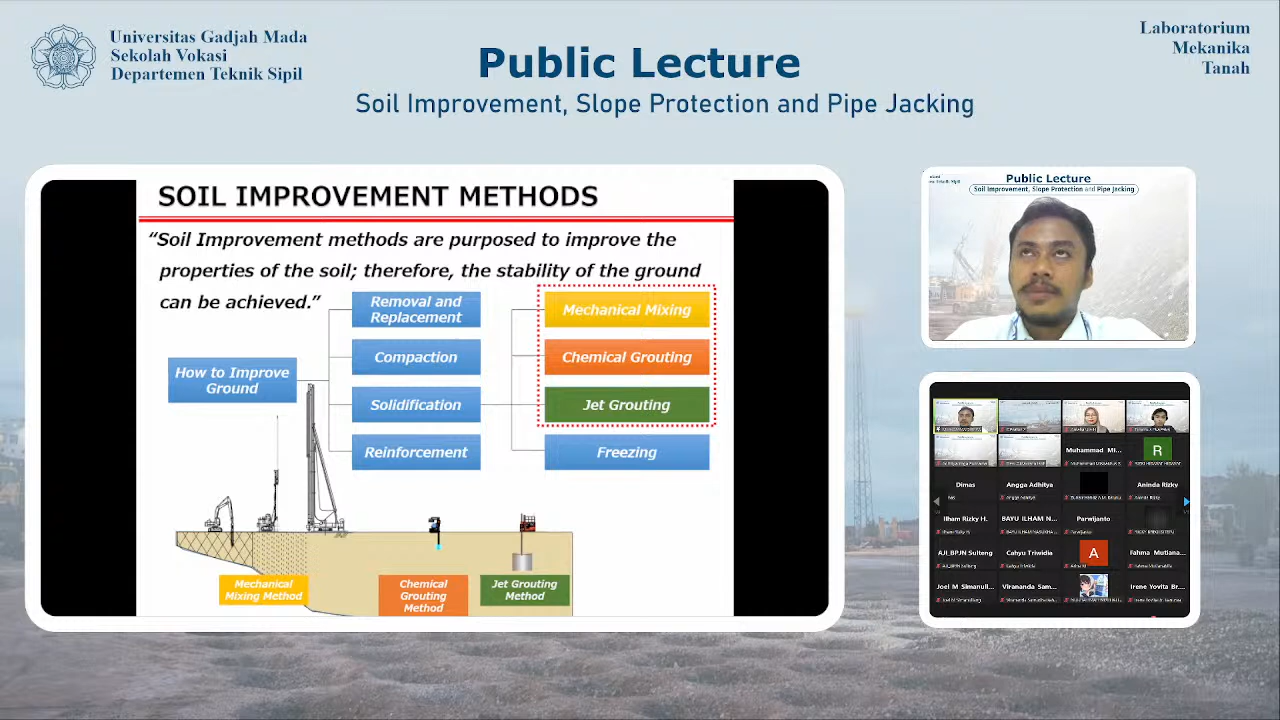 Universitas Gadjah Mada
Sekolah Vokasi
Departemen Teknik Sipil
Public Lecture
Soil Improvement, Slope Protection and Pipe Jacking
Laboratorium
Mekanika
Tanah
SOIL IMPROVEMENT METHODS
“Soil Improvement methods are purposed to improve the
properties of the soil; therefore, the stability of the ground
can be achieved.”
How to Improve
Ground
Removal and
Replacement
Compaction
Solidification
Reinforcement
Mechanical Mixing
Chemical Grouting
Jet Grouting
Freezing
Mechanical
Mixing Method
Chemical
Grouting
Method
Jet Grouting
Method
Public Lecture
Soil Improvement, Slope Protection and Pipe Jacking
Muhammad Mi...
R
Dimas
Angga Adhitya
Aninda Rizky
Ilham Rizky H.
BAYU ILHAM N...
Parwijanto
AJI_BPJN Sulteng
Cahyu Triwidia
A
Fahma Mutiana...
Joel M Simanull...
Viramanda Sam...
Irene Yovita Br...